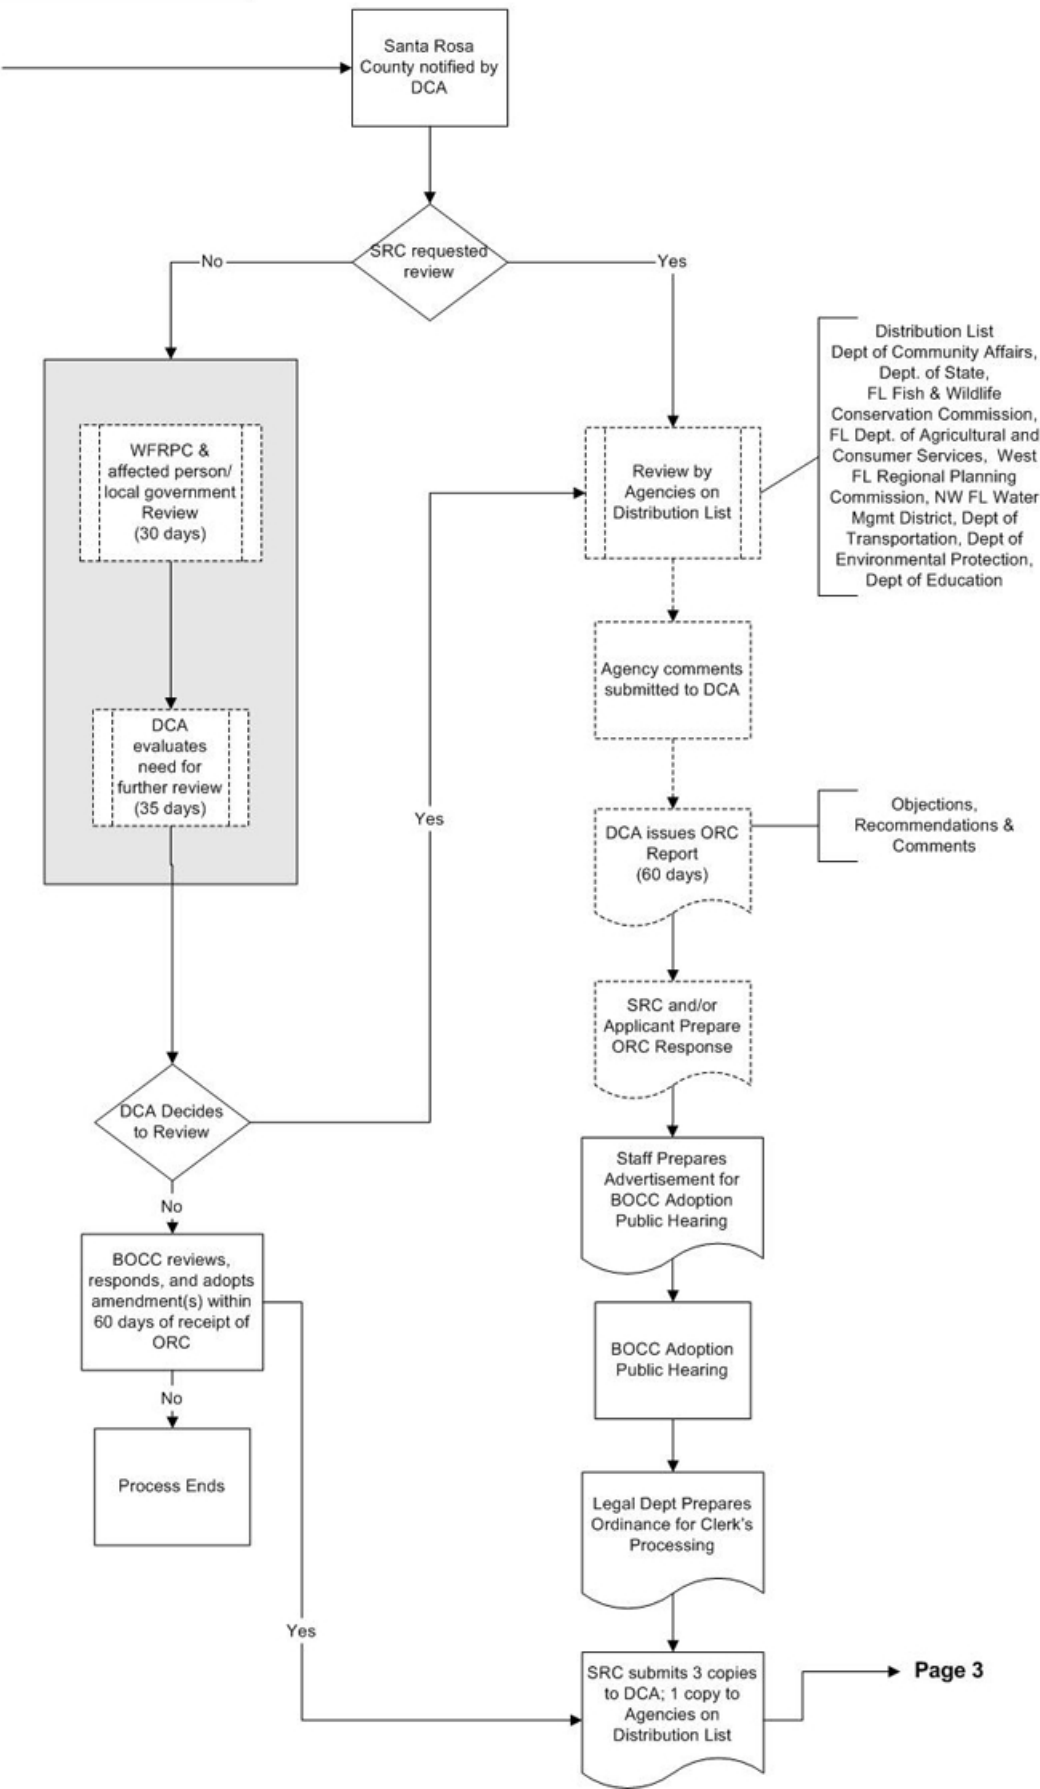 Santa Rosa
County notified by
DCA
SRC requested
review
No
Yes
Distribution List
Dept of Community Affairs,
Dept. of State,
FL Fish & Wildlife
Conservation Commission,
FL Dept. of Agricultural and
Consumer Services, West
FL Regional Planning
Commission, NW FL Water
Mgmt District, Dept of
Transportation, Dept of
Environmental Protection,
Dept of Education
WFRPC &
affected person/
local government
Review
(30 days)
Review by
Agencies on
Distribution List
Agency comments
submitted to DCA
DCA
evaluates
need for
further review
(35 days)
Yes
DCA issues ORC
Report
(60 days)
Objections,
Recommendations &
Comments
SRC and/or
Applicant Prepare
ORC Response
DCA Decides
to Review
No
Staff Prepares
Advertisement for
BOCC Adoption
Public Hearing
BOCC reviews,
responds, and adopts
amendment(s) within
60 days of receipt of
ORC
No
BOCC Adoption
Public Hearing
Process Ends
Legal Dept Prepares
Ordinance for Clerk's
Processing
Yes
SRC submits 3 copies
to DCA; 1 copy to
Agencies on
Distribution List
Page 3